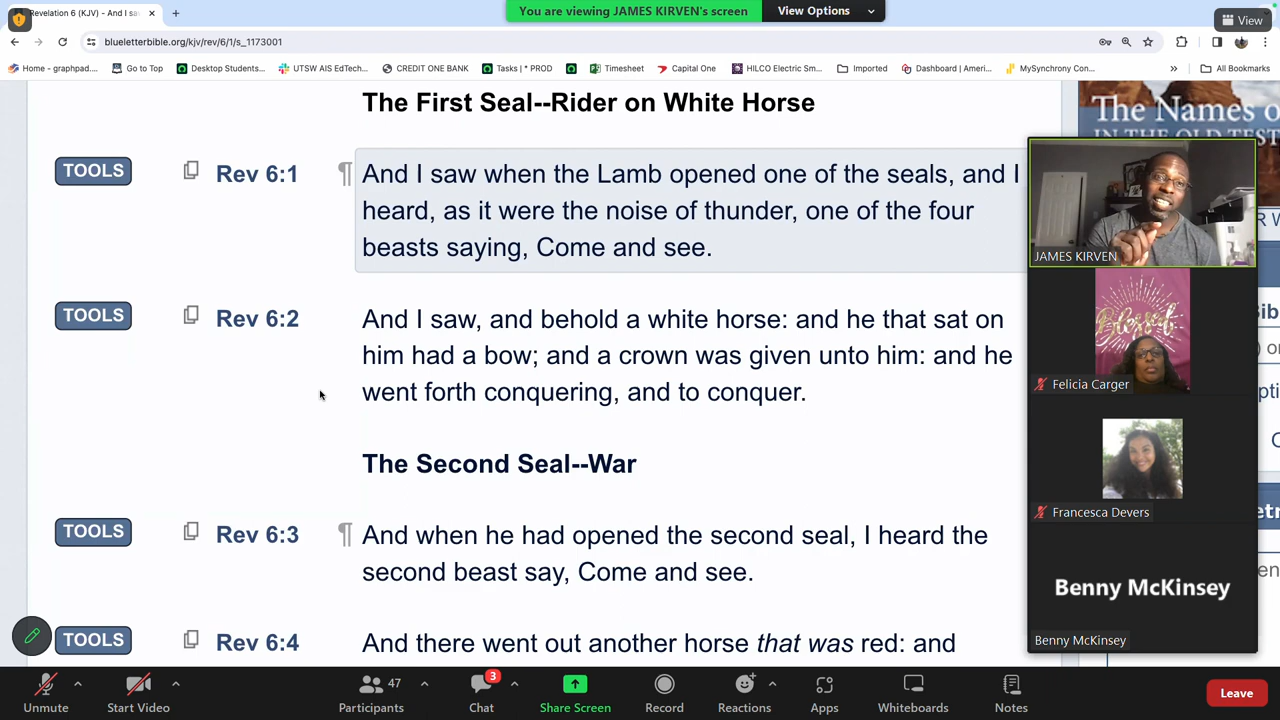 Revelation 6 (KJV) - And I sa
You are viewing JAMES KIRVEN's screen
View Options
View
blueletterbible.org/kjv/rev/6/1/s_1173001
Home - graphpad....
Go to Top
Desktop Students...
UTSW AIS EdTech...
CREDIT ONE BANK
Tasks | * PROD
Timesheet
Capital One
HILCO Electric Sm...
Imported
Dashboard | Ameri...
MySynchrony Con...
»
All Bookmarks
The First Seal--Rider on White Horse
The Names o
IN THE OLD TEST
TOOLS
Rev 6:1
¶ And I saw when the Lamb opened one of the seals, and I
heard, as it were the noise of thunder, one of the four
beasts saying, Come and see.
JAMES KIRVEN
TOOLS
Rev 6:2
And I saw, and behold a white horse: and he that sat on
him had a bow; and a crown was given unto him: and he
went forth conquering, and to conquer.
Blessed
Felicia Carger
The Second Seal--War
Francesca Devers
TOOLS
Rev 6:3
¶ And when he had opened the second seal, I heard the
second beast say, Come and see.
Benny McKinsey
Benny McKinsey
TOOLS
Rev 6:4
And there went out another horse that was red: and
Unmute
Start Video
47
Participants
3
Chat
Share Screen
Record
Reactions
Apps
Whiteboards
Notes
Leave